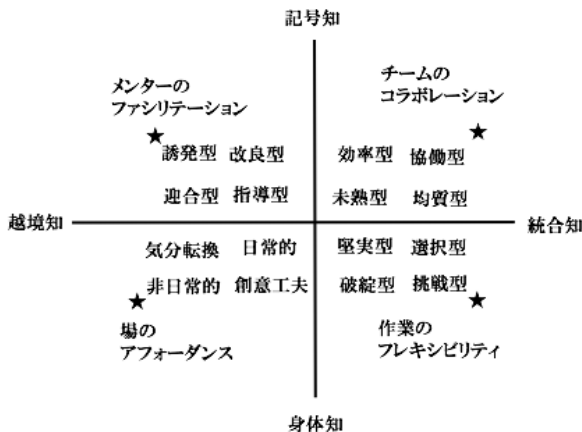 記号知
メンターの
ファシリテーション
チームの
コラボレーション
★
★
誘発型 改良型
効率型 協働型
迎合型 指導型
未熟型 均質型
越境知
統合知
気分転換 日常的
堅実型 選択型
非日常的 創意工夫
破綻型 挑戦型
★
★
場の
アフォーダンス
作業の
フレキシビリティ
身体知